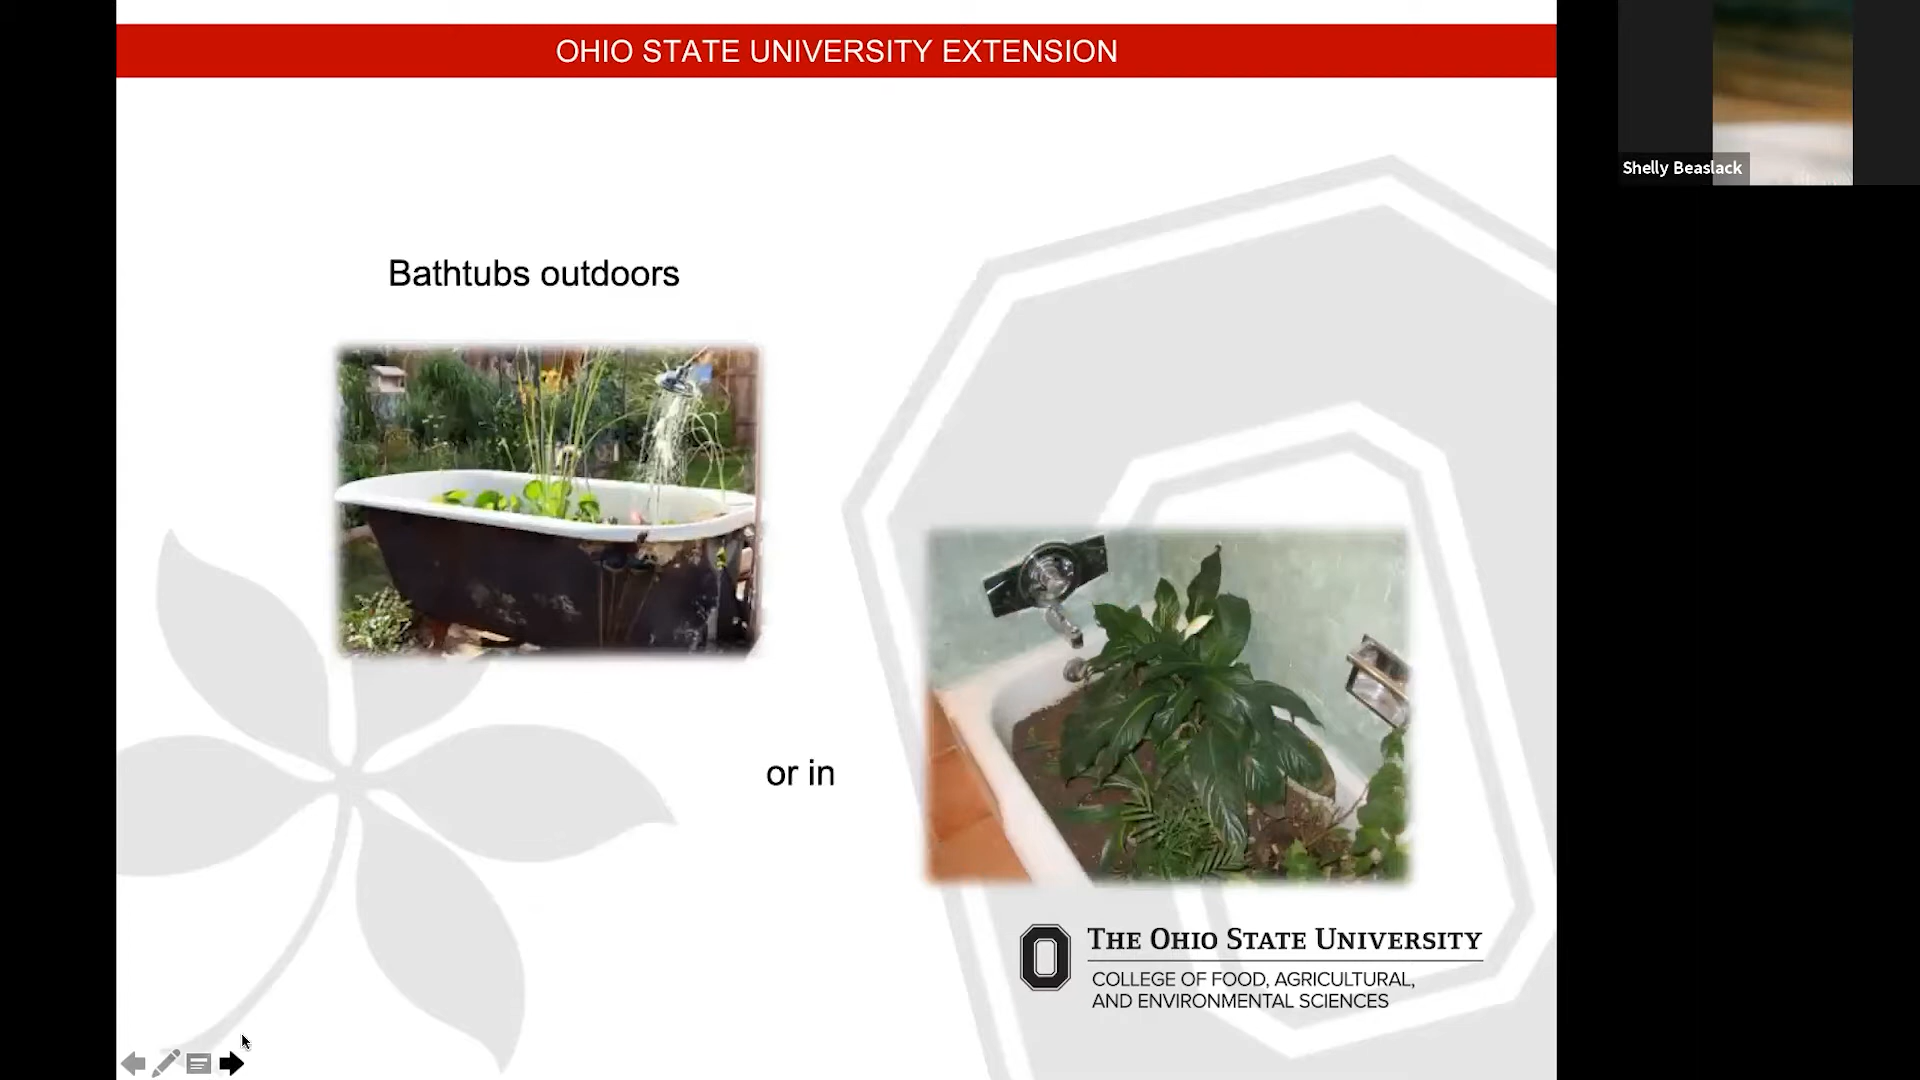 OHIO STATE UNIVERSITY EXTENSION
Shelly Beaslack
Bathtubs outdoors
or in
THE OHIO STATE UNIVERSITY
COLLEGE OF FOOD, AGRICULTURAL,
AND ENVIRONMENTAL SCIENCES